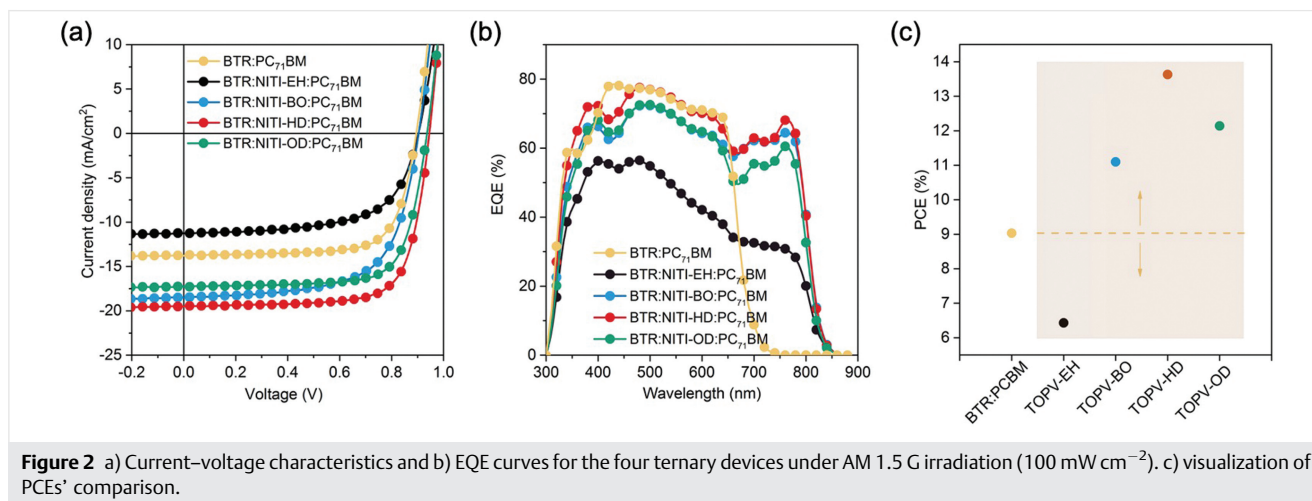 (a)
10
5
0
-5
-10
-15
-20
-25
Current density (mA/cm²)
BTR:PC₇₁BM
BTR:NITI-EH:PC₇₁BM
BTR:NITI-BO:PC₇₁BM
BTR:NITI-HD:PC₇₁BM
BTR:NITI-OD:PC₇₁BM
-0.2 0.0 0.2 0.4 0.6 0.8 1.0
Voltage (V)
(b)
80
60
40
20
0
EQE (%)
BTR:PC₇₁BM
BTR:NITI-EH:PC₇₁BM
BTR:NITI-BO:PC₇₁BM
BTR:NITI-HD:PC₇₁BM
BTR:NITI-OD:PC₇₁BM
300 400 500 600 700 800 900
Wavelength (nm)
(c)
14
13
12
11
10
9
8
7
6
PCE (%)
BTR:PCBM
TOPV-EH
TOPV-BO
TOPV-HD
TOPV-OD
Figure 2 a) Current–voltage characteristics and b) EQE curves for the four ternary devices under AM 1.5 G irradiation (100 mW cm⁻²). c) visualization of
PCEs' comparison.